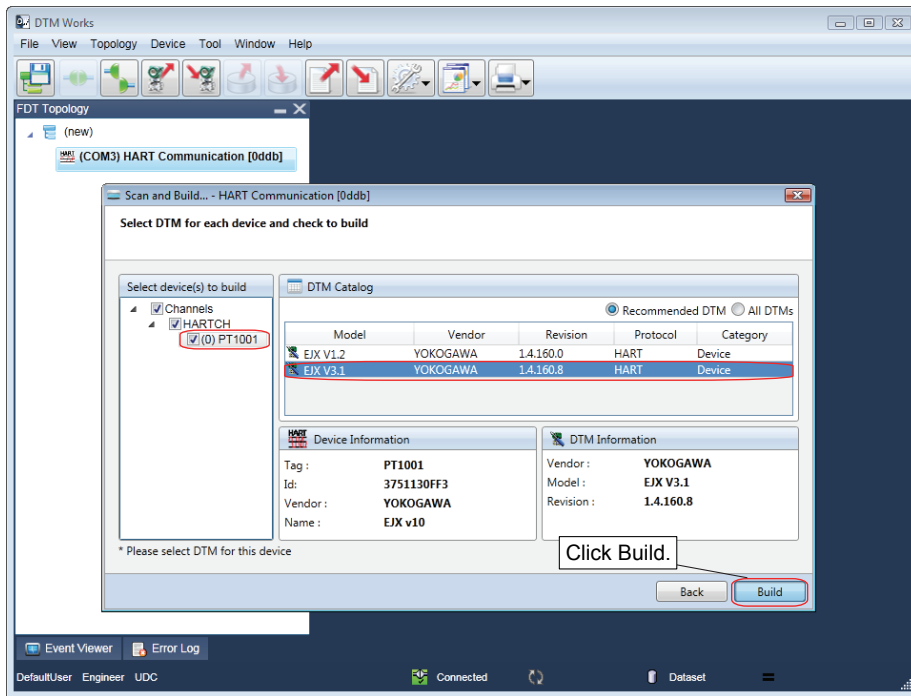 DTM Works
File View Topology Device Tool Window Help
FDT Topology
(new)
HART (COM3) HART Communication [0ddb]
Scan and Build... - HART Communication [0ddb]
Select DTM for each device and check to build
Select device(s) to build
Channels
HARTCH
(0) PT1001
DTM Catalog
Recommended DTM All DTMs
Model Vendor Revision Protocol Category
EJX V1.2 YOKOGAWA 1.4.160.0 HART Device
EJX V3.1 YOKOGAWA 1.4.160.8 HART Device
HART Device Information
Tag : PT1001
Id: 3751130FF3
Vendor : YOKOGAWA
Name : EJX v10
DTM Information
Vendor : YOKOGAWA
Model : EJX V3.1
Revision : 1.4.160.8
* Please select DTM for this device
Click Build.
Back Build
Event Viewer Error Log
DefaultUser Engineer UDC Connected Dataset